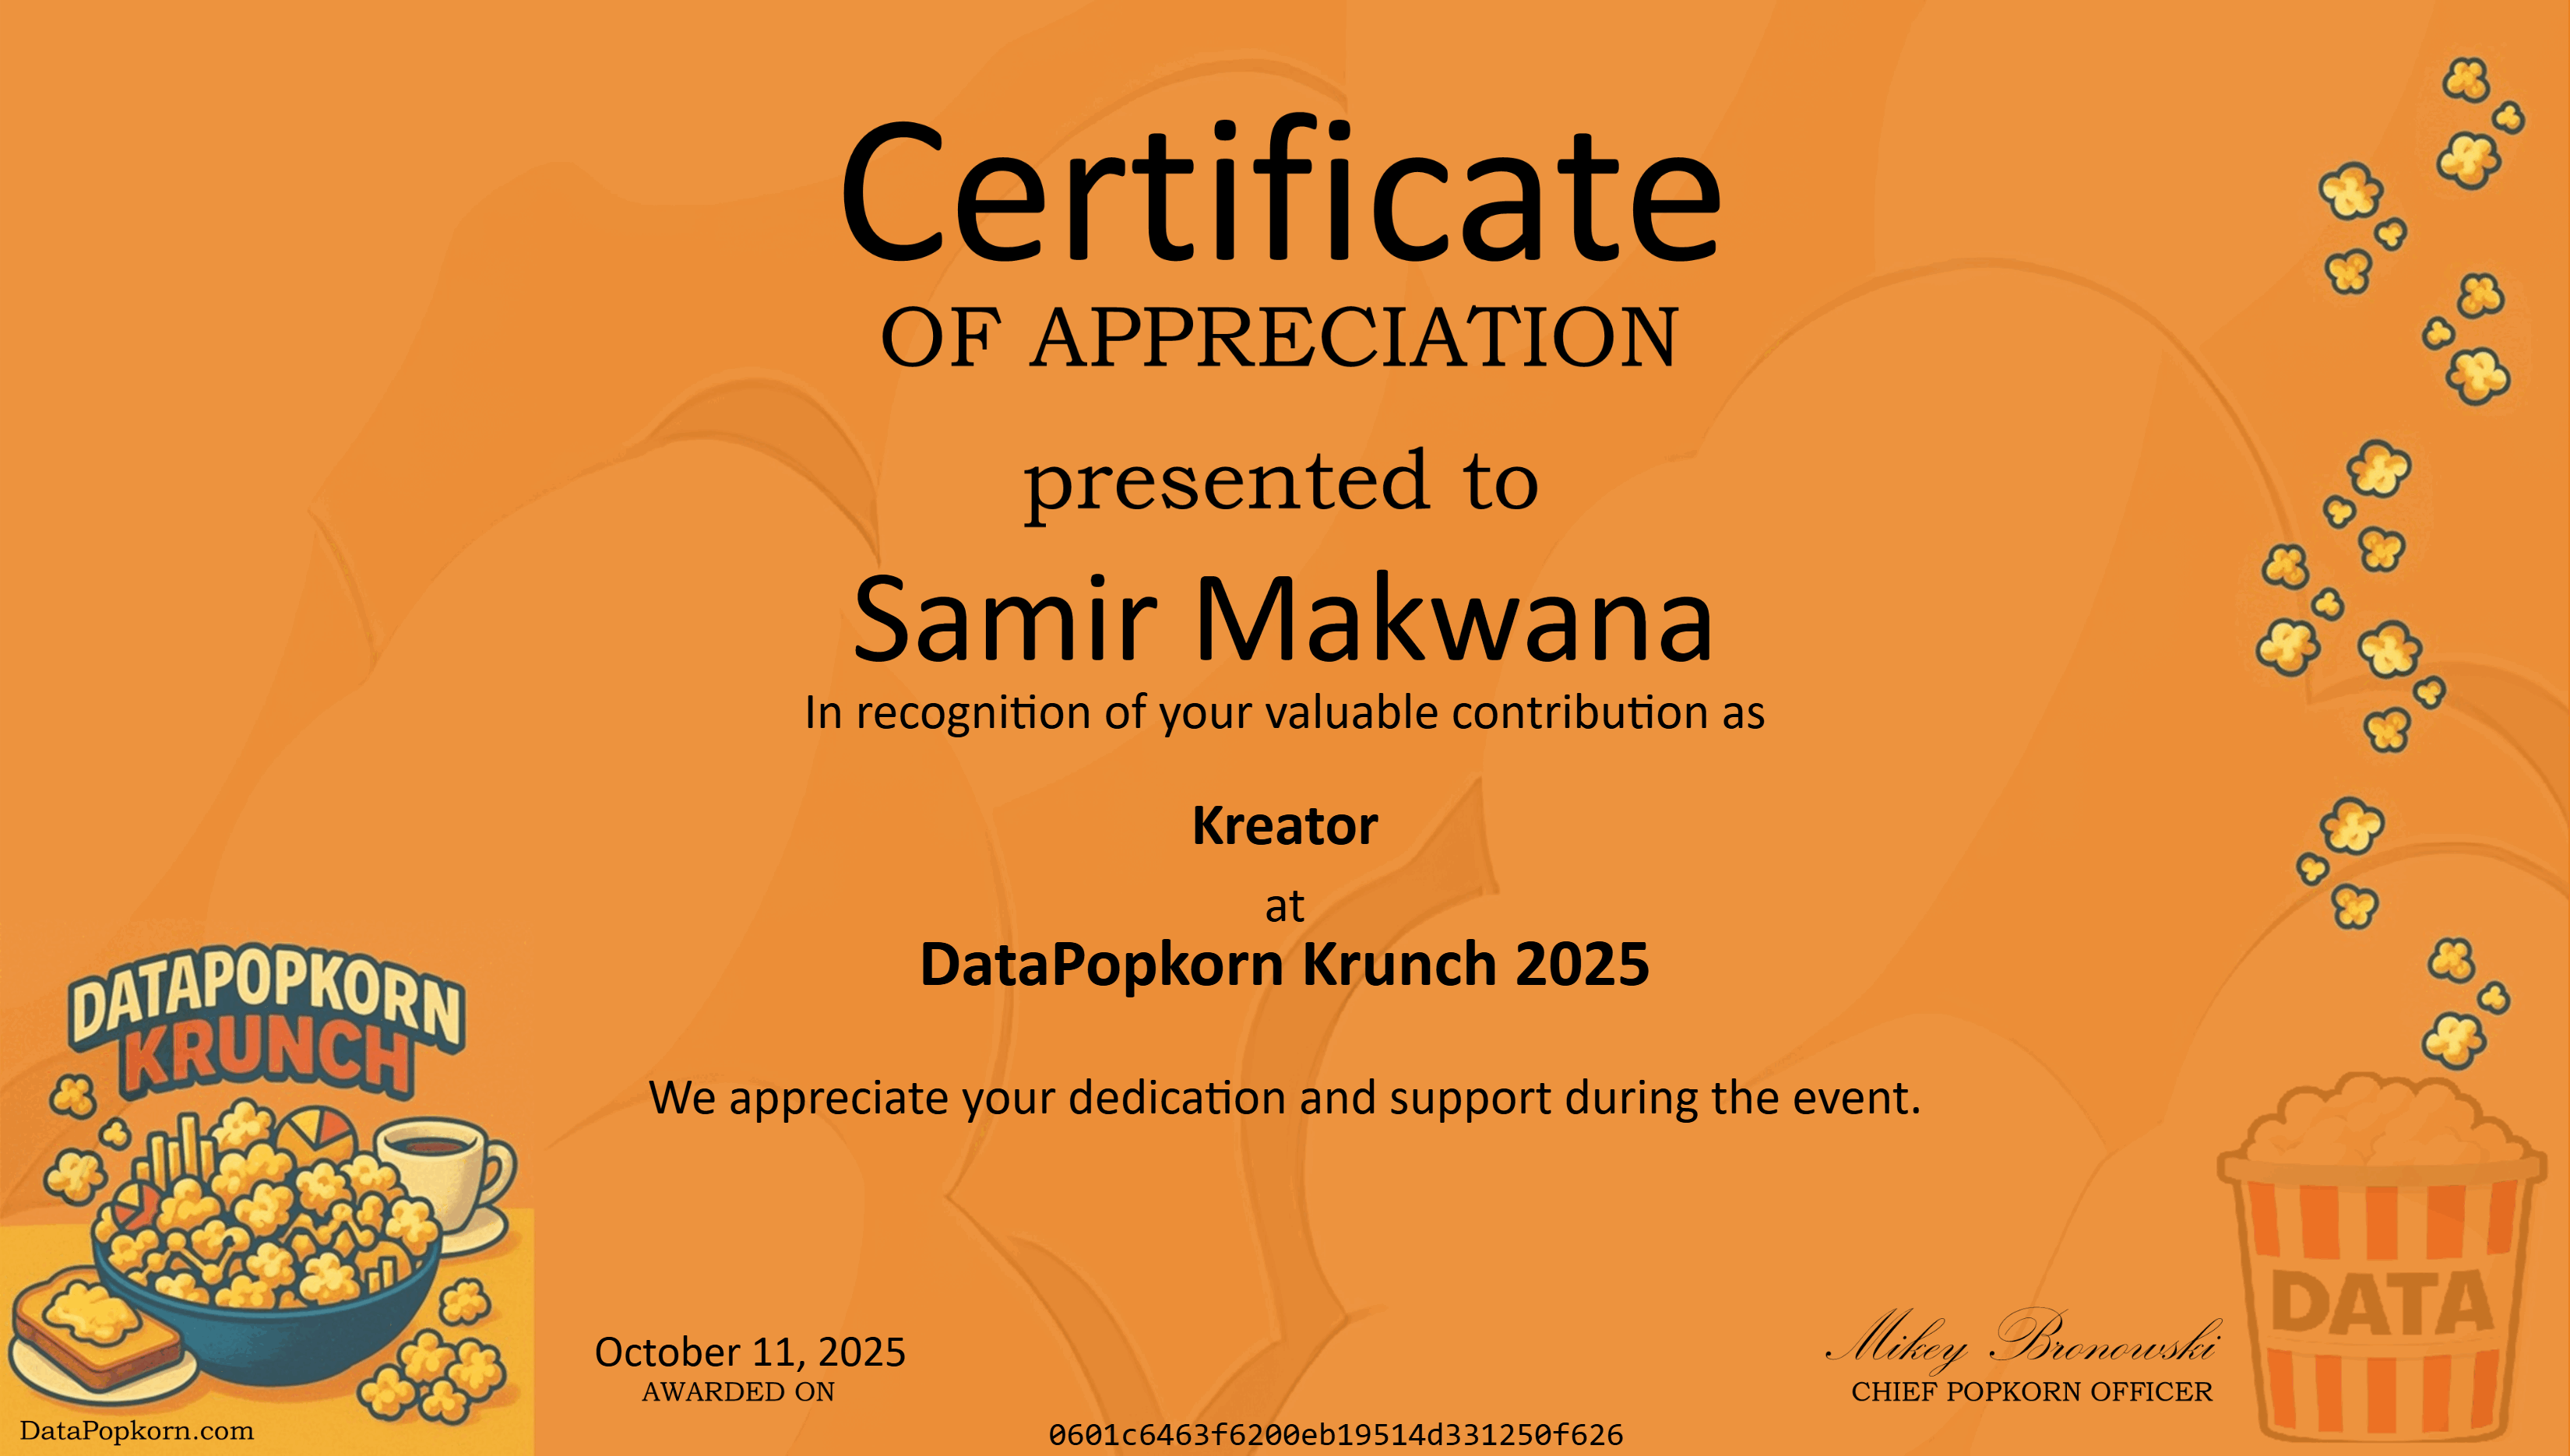 Certificate
OF APPRECIATION
presented to
Samir Makwana
In recognition of your valuable contribution as
Kreator
at
DataPopkorn Krunch 2025
We appreciate your dedication and support during the event.
DATAPOPKORN
KRUNCH
DataPopkorn.com
October 11, 2025
AWARDED ON
0601c6463f6200eb19514d331250f626
Mikey Bronowski
CHIEF POPKORN OFFICER
DATA